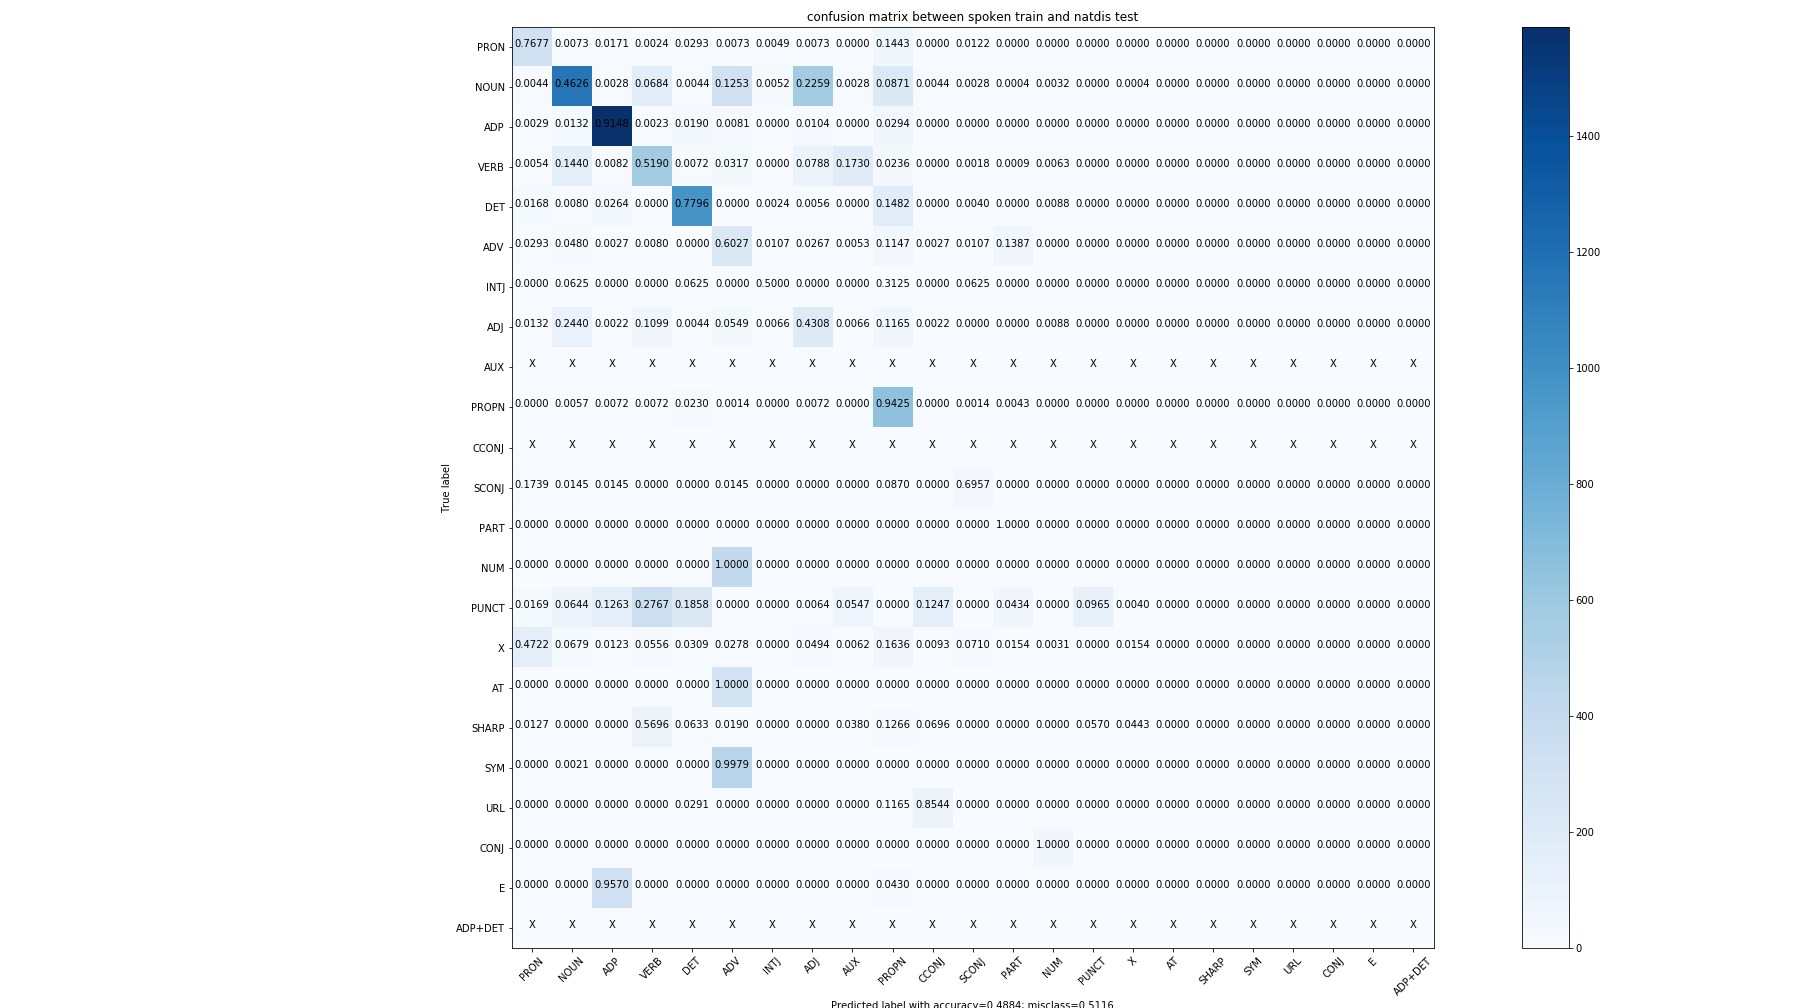 confusion matrix between spoken train and natdis test
PRON 0.7677 0.0073 0.0171 0.0024 0.0293 0.0073 0.0049 0.0073 0.0000 0.1443 0.0000 0.0122 0.0000 0.0000 0.0000 0.0000 0.0000 0.0000 0.0000 0.0000 0.0000 0.0000 0.0000
NOUN 0.0044 0.4626 0.0028 0.0684 0.0044 0.1253 0.0052 0.2259 0.0028 0.0871 0.0044 0.0028 0.0004 0.0032 0.0000 0.0004 0.0000 0.0000 0.0000 0.0000 0.0000 0.0000 0.0000
ADP 0.0029 0.0132 0.9148 0.0023 0.0190 0.0081 0.0000 0.0104 0.0000 0.0294 0.0000 0.0000 0.0000 0.0000 0.0000 0.0000 0.0000 0.0000 0.0000 0.0000 0.0000 0.0000 0.0000
1400
VERB 0.0054 0.1440 0.0082 0.5190 0.0072 0.0317 0.0000 0.0788 0.1730 0.0236 0.0000 0.0018 0.0009 0.0063 0.0000 0.0000 0.0000 0.0000 0.0000 0.0000 0.0000 0.0000 0.0000
DET 0.0168 0.0080 0.0264 0.0000 0.7796 0.0000 0.0024 0.0056 0.0000 0.1482 0.0000 0.0040 0.0000 0.0088 0.0000 0.0000 0.0000 0.0000 0.0000 0.0000 0.0000 0.0000 0.0000
ADV 0.0293 0.0480 0.0027 0.0080 0.0000 0.6027 0.0107 0.0267 0.0053 0.1147 0.0027 0.0107 0.1387 0.0000 0.0000 0.0000 0.0000 0.0000 0.0000 0.0000 0.0000 0.0000 0.0000
1200
INTJ 0.0000 0.0625 0.0000 0.0000 0.0625 0.0000 0.5000 0.0000 0.0000 0.3125 0.0000 0.0625 0.0000 0.0000 0.0000 0.0000 0.0000 0.0000 0.0000 0.0000 0.0000 0.0000 0.0000
ADJ 0.0132 0.2440 0.0022 0.1099 0.0044 0.0549 0.0066 0.4308 0.0066 0.1165 0.0022 0.0000 0.0000 0.0088 0.0000 0.0000 0.0000 0.0000 0.0000 0.0000 0.0000 0.0000 0.0000
AUX X X X X X X X X X X X X X X X X X X X X X X X
1000
PROPN 0.0000 0.0057 0.0072 0.0072 0.0230 0.0014 0.0000 0.0072 0.0000 0.9425 0.0000 0.0014 0.0043 0.0000 0.0000 0.0000 0.0000 0.0000 0.0000 0.0000 0.0000 0.0000 0.0000
CCONJ X X X X X X X X X X X X X X X X X X X X X X X
True label
SCONJ 0.1739 0.0145 0.0145 0.0000 0.0000 0.0145 0.0000 0.0000 0.0000 0.0870 0.0000 0.6957 0.0000 0.0000 0.0000 0.0000 0.0000 0.0000 0.0000 0.0000 0.0000 0.0000 0.0000
800
PART 0.0000 0.0000 0.0000 0.0000 0.0000 0.0000 0.0000 0.0000 0.0000 0.0000 0.0000 0.0000 1.0000 0.0000 0.0000 0.0000 0.0000 0.0000 0.0000 0.0000 0.0000 0.0000 0.0000
NUM 0.0000 0.0000 0.0000 0.0000 0.0000 1.0000 0.0000 0.0000 0.0000 0.0000 0.0000 0.0000 0.0000 0.0000 0.0000 0.0000 0.0000 0.0000 0.0000 0.0000 0.0000 0.0000 0.0000
600
PUNCT 0.0169 0.0644 0.1263 0.2767 0.1858 0.0000 0.0000 0.0064 0.0547 0.0000 0.1247 0.0000 0.0434 0.0000 0.0965 0.0040 0.0000 0.0000 0.0000 0.0000 0.0000 0.0000 0.0000
X 0.4722 0.0679 0.0123 0.0556 0.0309 0.0278 0.0000 0.0494 0.0062 0.1636 0.0093 0.0710 0.0154 0.0031 0.0000 0.0154 0.0000 0.0000 0.0000 0.0000 0.0000 0.0000 0.0000
AT 0.0000 0.0000 0.0000 0.0000 0.0000 1.0000 0.0000 0.0000 0.0000 0.0000 0.0000 0.0000 0.0000 0.0000 0.0000 0.0000 0.0000 0.0000 0.0000 0.0000 0.0000 0.0000 0.0000
400
SHARP 0.0127 0.0000 0.0000 0.5696 0.0633 0.0190 0.0000 0.0000 0.0380 0.1266 0.0696 0.0000 0.0000 0.0000 0.0570 0.0443 0.0000 0.0000 0.0000 0.0000 0.0000 0.0000 0.0000
SYM 0.0000 0.0021 0.0000 0.0000 0.0000 0.9979 0.0000 0.0000 0.0000 0.0000 0.0000 0.0000 0.0000 0.0000 0.0000 0.0000 0.0000 0.0000 0.0000 0.0000 0.0000 0.0000 0.0000
URL 0.0000 0.0000 0.0000 0.0000 0.0291 0.0000 0.0000 0.0000 0.0000 0.1165 0.8544 0.0000 0.0000 0.0000 0.0000 0.0000 0.0000 0.0000 0.0000 0.0000 0.0000 0.0000 0.0000
200
CONJ 0.0000 0.0000 0.0000 0.0000 0.0000 0.0000 0.0000 0.0000 0.0000 0.0000 0.0000 0.0000 0.0000 1.0000 0.0000 0.0000 0.0000 0.0000 0.0000 0.0000 0.0000 0.0000 0.0000
E 0.0000 0.0000 0.9570 0.0000 0.0000 0.0000 0.0000 0.0000 0.0000 0.0430 0.0000 0.0000 0.0000 0.0000 0.0000 0.0000 0.0000 0.0000 0.0000 0.0000 0.0000 0.0000 0.0000
ADP+DET X X X X X X X X X X X X X X X X X X X X X X X
0
PRON NOUN ADP VERB DET ADV INTJ ADJ AUX PROPN CCONJ SCONJ PART NUM PUNCT X AT SHARP SYM URL CONJ E ADP+DET
Predicted label with accuracy=0.4884; misclass=0.5116